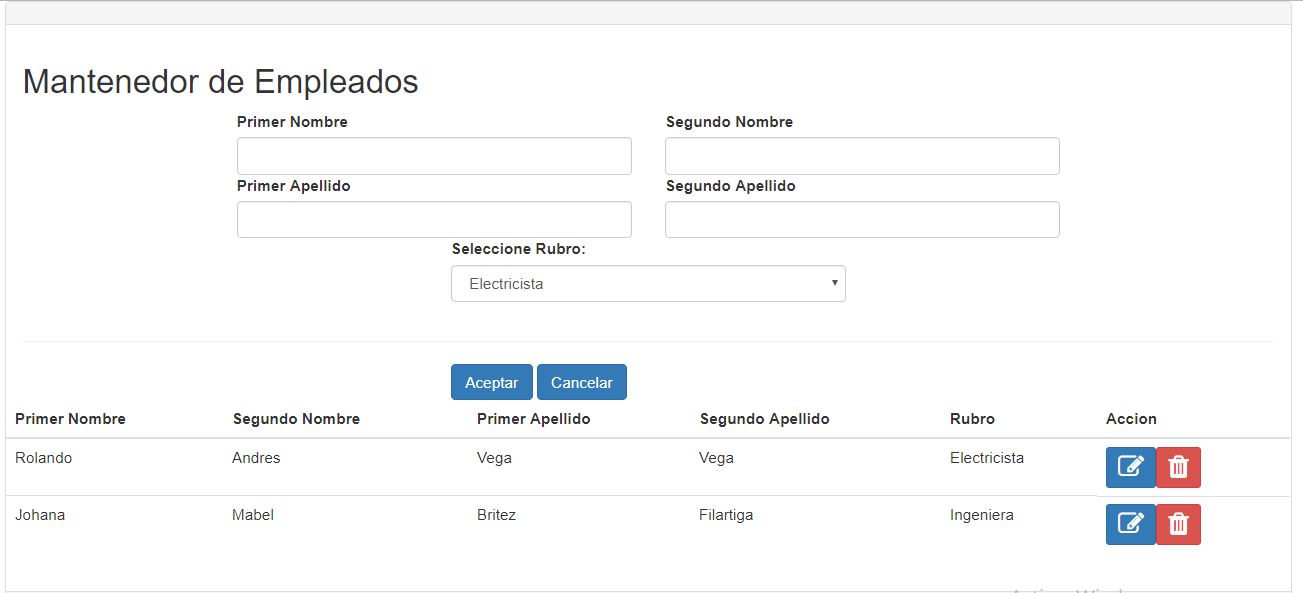 Mantenedor de Empleados
Primer Nombre Segundo Nombre
Primer Apellido Segundo Apellido
Seleccione Rubro:
Electricista
Aceptar Cancelar
Primer Nombre Segundo Nombre Primer Apellido Segundo Apellido Rubro Accion
Rolando Andres Vega Vega Electricista
Johana Mabel Britez Filartiga Ingeniera